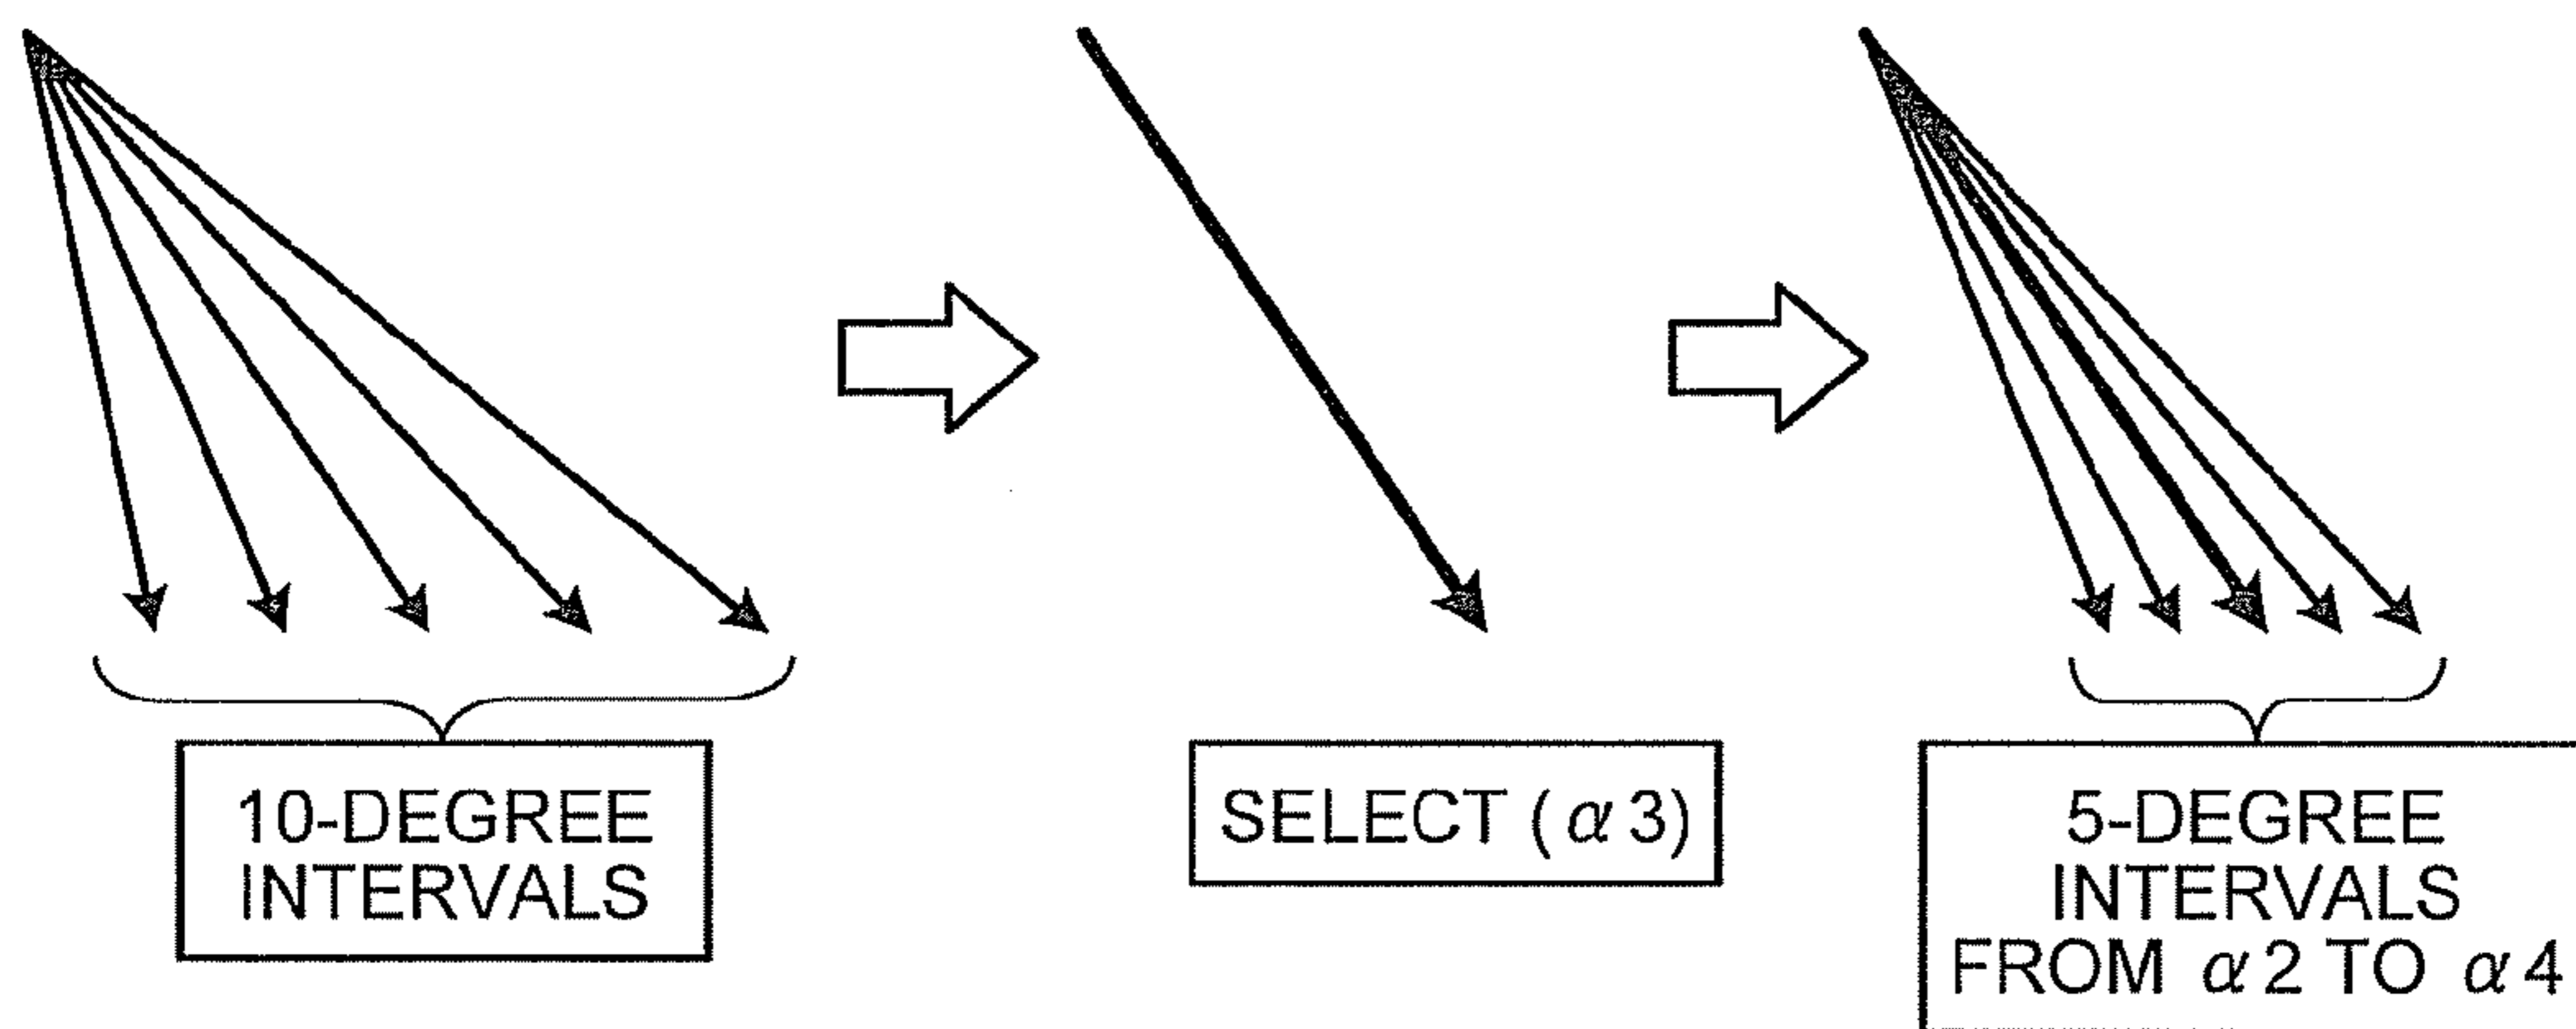 10-DEGREE
INTERVALS
SELECT (α3)
5-DEGREE
INTERVALS
FROM α2 TO α4